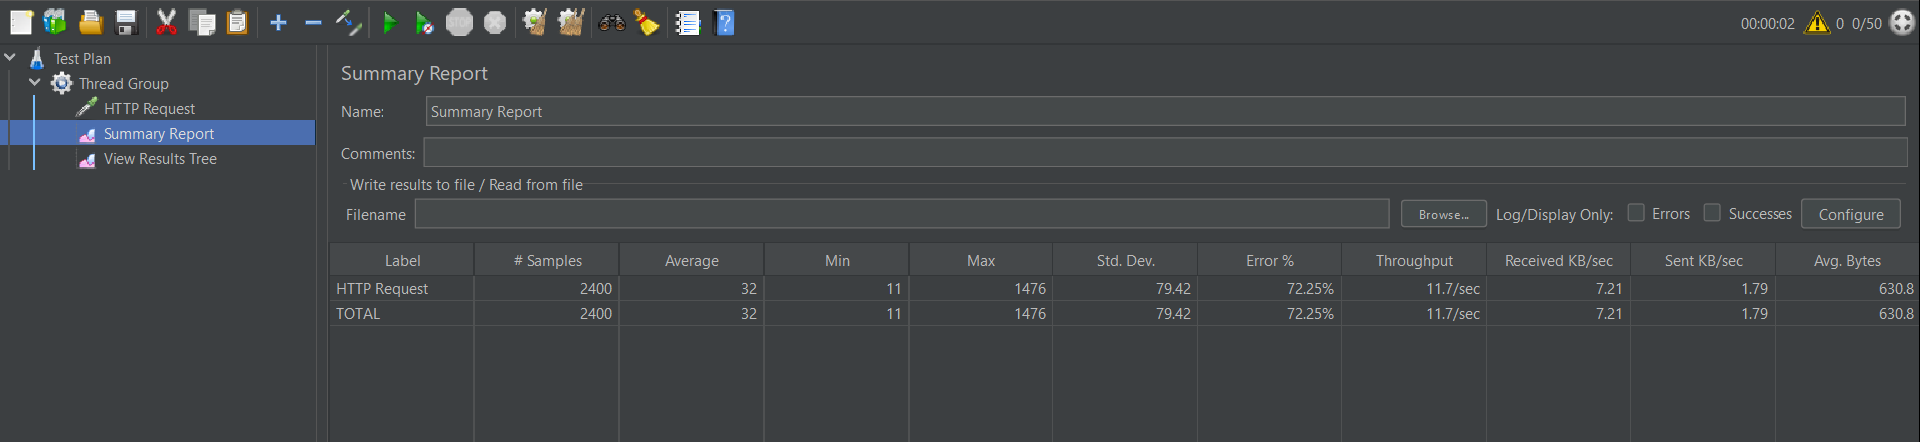 STOP
?
00:00:02
0 0/50
Test Plan
Thread Group
HTTP Request
Summary Report
View Results Tree
Summary Report
Name: Summary Report
Comments:
Write results to file / Read from file
Filename Browse... Log/Display Only: Errors Successes Configure
Label # Samples Average Min Max Std. Dev. Error % Throughput Received KB/sec Sent KB/sec Avg. Bytes
HTTP Request 2400 32 11 1476 79.42 72.25% 11.7/sec 7.21 1.79 630.8
TOTAL 2400 32 11 1476 79.42 72.25% 11.7/sec 7.21 1.79 630.8